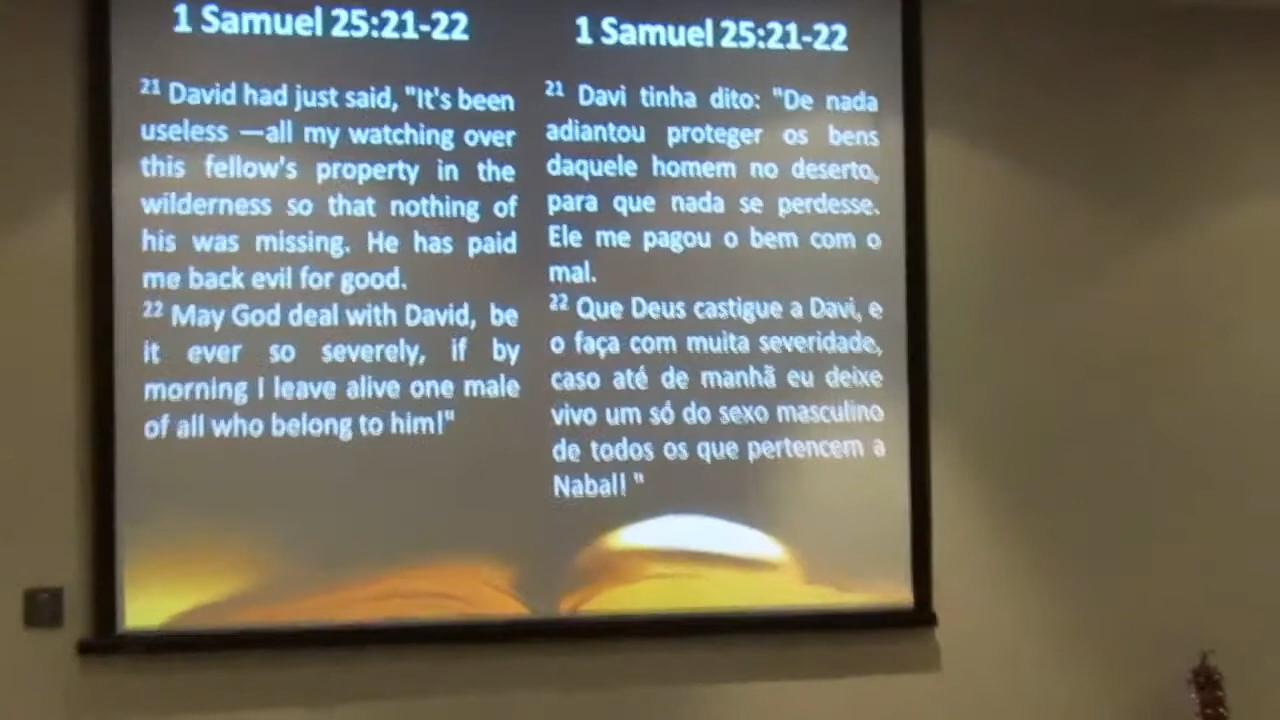 1 Samuel 25:21-22
21 David had just said, "It's been
useless —all my watching over
this fellow's property in the
wilderness so that nothing of
his was missing. He has paid
me back evil for good.
22 May God deal with David, be
it ever so severely, if by
morning I leave alive one male
of all who belong to him!"
1 Samuel 25:21-22
21 Davi tinha dito: "De nada
adiantou proteger os bens
daquele homem no deserto,
para que nada se perdesse.
Ele me pagou o bem com o
mal.
22 Que Deus castigue a Davi, e
o faça com muita severidade,
caso até de manhã eu deixe
vivo um só do sexo masculino
de todos os que pertencem a
Nabal! "